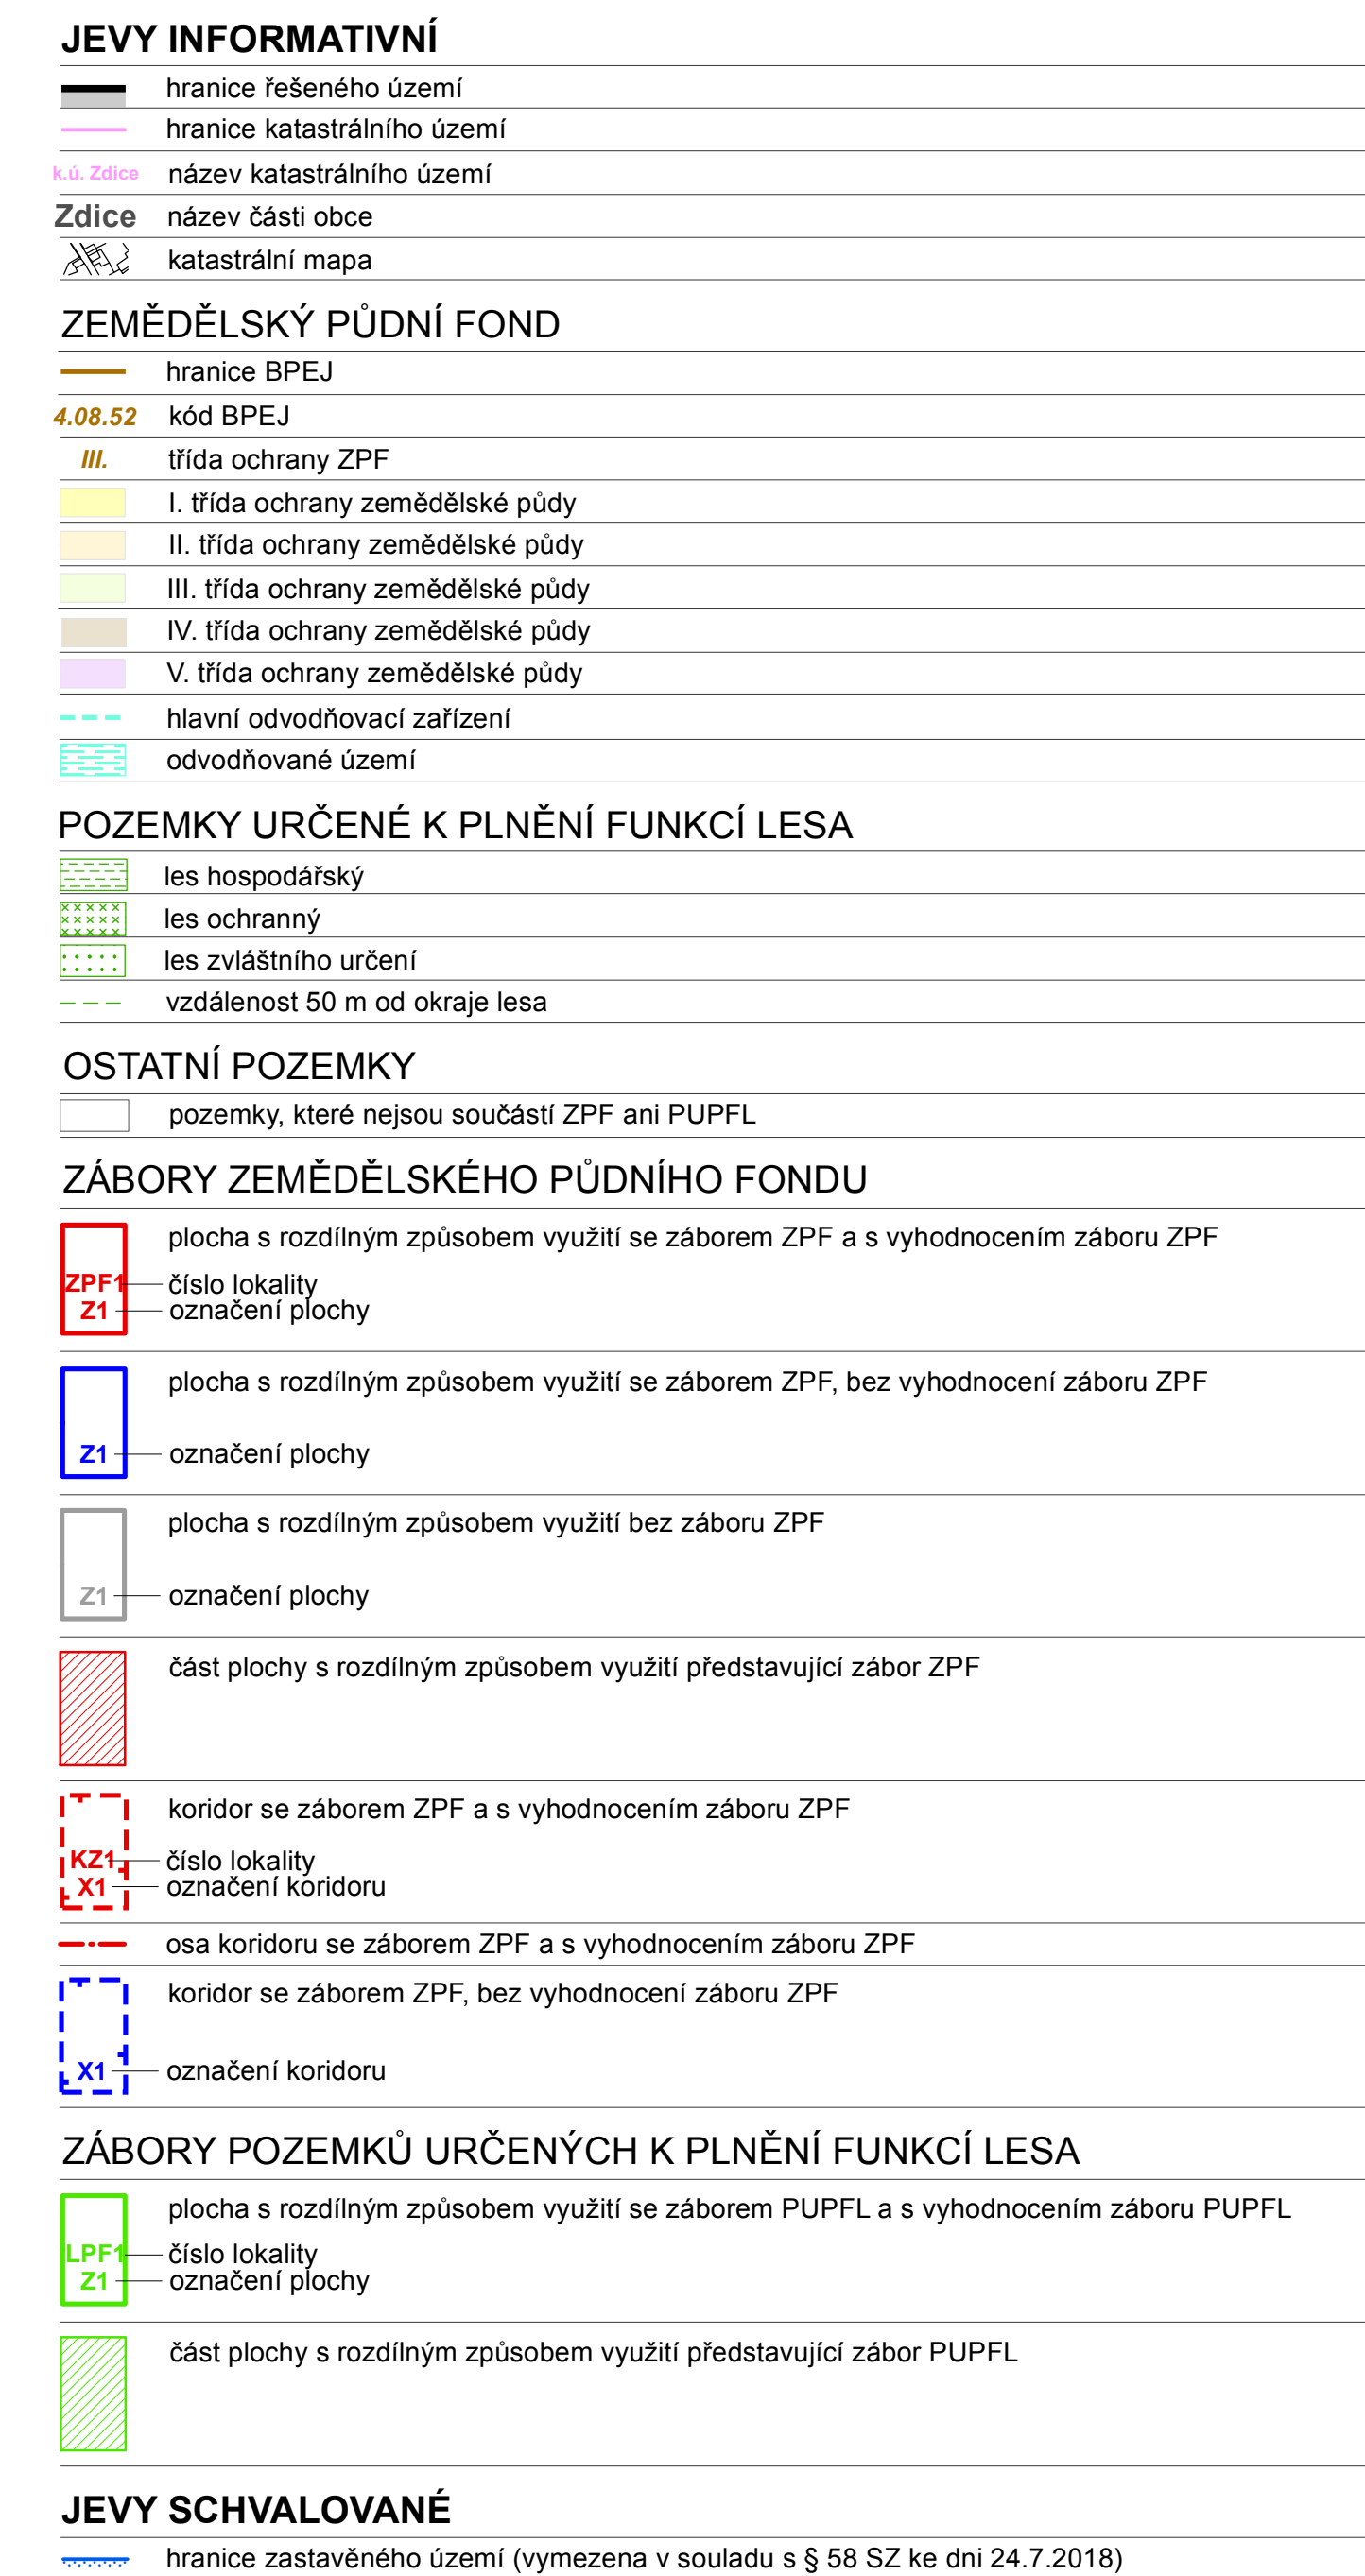 JEVY INFORMATIVNÍ
hranice řešeného území
hranice katastrálního území
k.ú. Zdice název katastrálního území
Zdice název části obce
katastrální mapa
ZEMĚDĚLSKÝ PŮDNÍ FOND
hranice BPEJ
4.08.52 kód BPEJ
III. třída ochrany ZPF
I. třída ochrany zemědělské půdy
II. třída ochrany zemědělské půdy
III. třída ochrany zemědělské půdy
IV. třída ochrany zemědělské půdy
V. třída ochrany zemědělské půdy
hlavní odvodňovací zařízení
odvodňované území
POZEMKY URČENÉ K PLNĚNÍ FUNKCÍ LESA
les hospodářský
les ochranný
les zvláštního určení
vzdálenost 50 m od okraje lesa
OSTATNÍ POZEMKY
pozemky, které nejsou součástí ZPF ani PUPFL
ZÁBORY ZEMĚDĚLSKÉHO PŮDNÍHO FONDU
plocha s rozdílným způsobem využití se záborem ZPF a s vyhodnocením záboru ZPF
ZPF1 číslo lokality
Z1 označení plochy
plocha s rozdílným způsobem využití se záborem ZPF, bez vyhodnocení záboru ZPF
Z1 označení plochy
plocha s rozdílným způsobem využití bez záboru ZPF
Z1 označení plochy
část plochy s rozdílným způsobem využití představující zábor ZPF
koridor se záborem ZPF a s vyhodnocením záboru ZPF
KZ1 číslo lokality
X1 označení koridoru
osa koridoru se záborem ZPF a s vyhodnocením záboru ZPF
koridor se záborem ZPF, bez vyhodnocení záboru ZPF
X1 označení koridoru
ZÁBORY POZEMKŮ URČENÝCH K PLNĚNÍ FUNKCÍ LESA
plocha s rozdílným způsobem využití se záborem PUPFL a s vyhodnocením záboru PUPFL
LPF1 číslo lokality
Z1 označení plochy
část plochy s rozdílným způsobem využití představující zábor PUPFL
JEVY SCHVALOVANÉ
hranice zastavěného území (vymezena v souladu s § 58 SZ ke dni 24.7.2018)